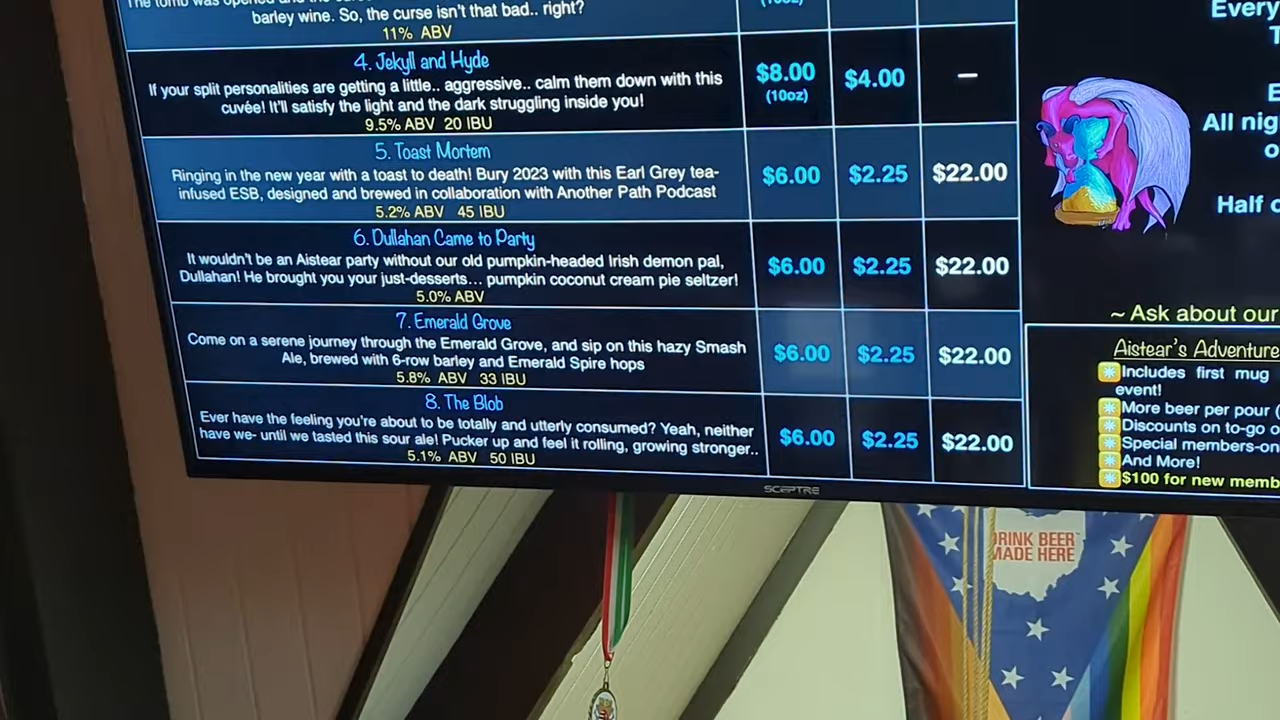 barley wine. So, the curse isn't that bad.. right?
11% ABV
4. Jekyll and Hyde
If your split personalities are getting a little.. aggressive.. calm them down with this
cuvée! It'll satisfy the light and the dark struggling inside you!
9.5% ABV 20 IBU
$8.00
(10oz)
$4.00
–
5. Toast Mortem
Ringing in the new year with a toast to death! Bury 2023 with this Earl Grey tea-
infused ESB, designed and brewed in collaboration with Another Path Podcast
5.2% ABV 45 IBU
$6.00
$2.25
$22.00
6. Dullahan Came to Party
It wouldn't be an Aistear party without our old pumpkin-headed Irish demon pal,
Dullahan! He brought you your just-desserts... pumpkin coconut cream pie seltzer!
5.0% ABV
$6.00
$2.25
$22.00
7. Emerald Grove
Come on a serene journey through the Emerald Grove, and sip on this hazy Smash
Ale, brewed with 6-row barley and Emerald Spire hops
5.8% ABV 33 IBU
$6.00
$2.25
$22.00
8. The Blob
Ever have the feeling you're about to be totally and utterly consumed? Yeah, neither
have we- until we tasted this sour ale! Pucker up and feel it rolling, growing stronger..
5.1% ABV 50 IBU
$6.00
$2.25
$22.00
Every
All nig
Half
~ Ask about our
Aistear's Adventure
Includes first mug
event!
More beer per pour
Discounts on to-go
Special members-on
And More!
$100 for new memb
SCEPTRE
DRINK BEER
MADE HERE